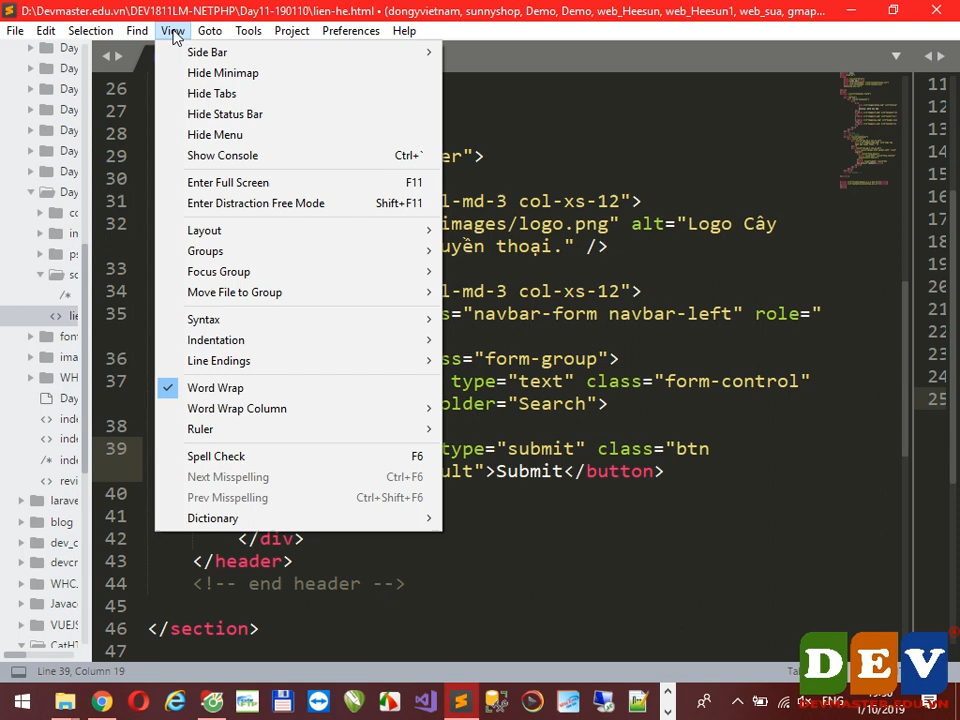 D:\Devmaster.edu.vn\DEV1811LM-NETPHP\Day11-190110\lien-he.html • (dongyvietnam, sunnyshop, Demo, Demo, web_Heesun, web_Heesun1, web_sua, gmap...
File Edit Selection Find View Goto Tools Project Preferences Help
Side Bar
Hide Minimap
Hide Tabs
Hide Status Bar
Hide Menu
Show Console Ctrl+`
Enter Full Screen F11
Enter Distraction Free Mode Shift+F11
Layout
Groups
Focus Group
Move File to Group
Syntax
Indentation
Line Endings
Word Wrap
Word Wrap Column
Ruler
Spell Check F6
Next Misspelling Ctrl+F6
Prev Misspelling Ctrl+Shift+F6
Dictionary
Day
Day
Day
Day
Day
Day
Day
Day
cc
in
ps
sc
/*
<> lie
font
ima
WH
Day
<> inde
<> inde
/* inde
<> revi
larave
blog
dev_c
devcr
WHC.
Javac
VUEJS
CatHT
26
27
28
29 er">
30
31 l-md-3 col-xs-12">
32 images/logo.png" alt="Logo Cây
uyền thoại." />
33
34 l-md-3 col-xs-12">
35 s="navbar-form navbar-left" role="
36 ss="form-group">
37 type="text" class="form-control"
older="Search">
38
39 type="submit" class="btn
ult">Submit</button>
40
41
42 </div>
43 </header>
44 <!-- end header -->
45
46 </section>
47
11
12
13
14
15
16
17
18
19
20
21
22
23
24
25
Line 39, Column 19
DEV
DEVMASTER.EDU.VN
ENG
1/10/2019